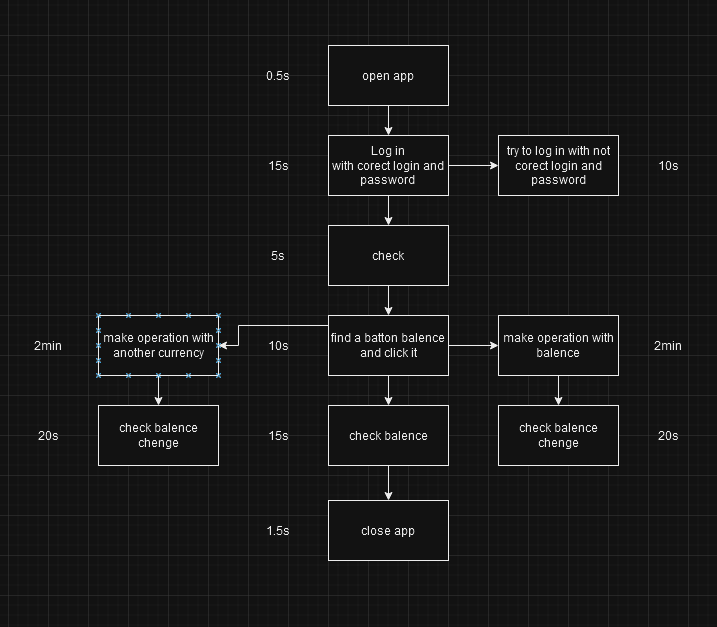 0.5s
open app
15s
Log in
with corect login and
password
try to log in with not
corect login and
password
10s
5s
check
2min
make operation with
another currency
10s
find a batton balence
and click it
make operation with
balence
2min
20s
check balence
chenge
15s
check balence
check balence
chenge
20s
1.5s
close app